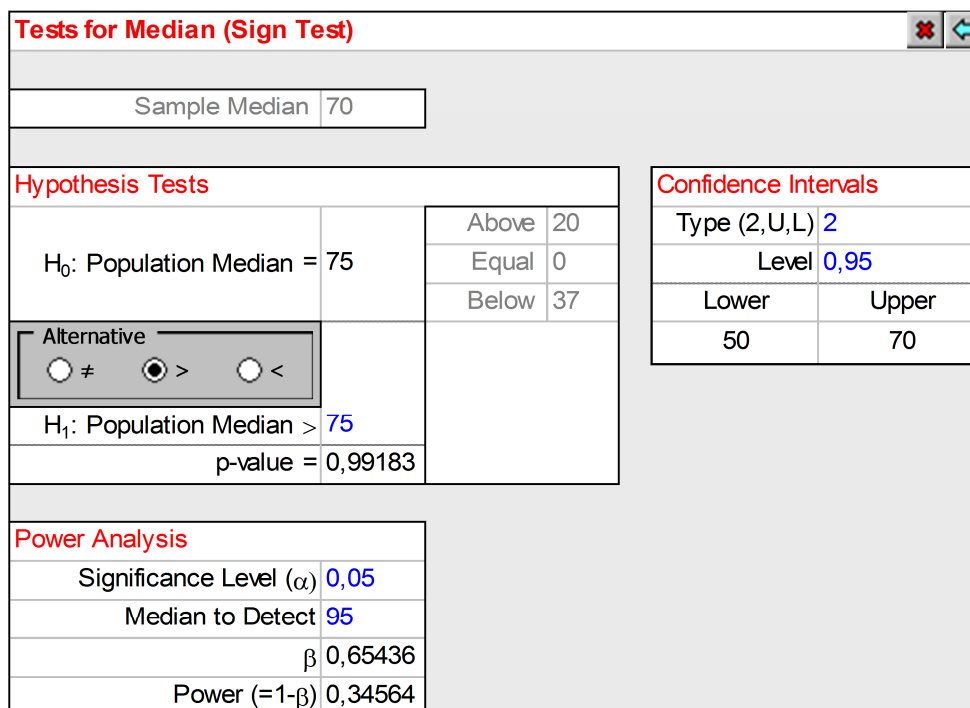 Tests for Median (Sign Test)
Sample Median 70
Hypothesis Tests
H0: Population Median = 75
Above 20
Equal 0
Below 37
Alternative
≠ > <
H1: Population Median > 75
p-value = 0,99183
Confidence Intervals
Type (2,U,L) 2
Level 0,95
Lower Upper
50 70
Power Analysis
Significance Level (α) 0,05
Median to Detect 95
β 0,65436
Power (=1-β) 0,34564